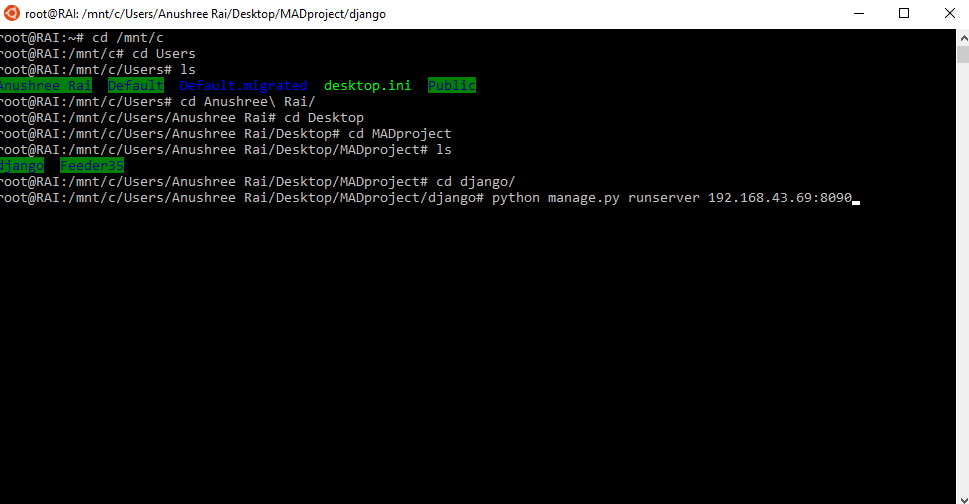 root@RAI: /mnt/c/Users/Anushree Rai/Desktop/MADproject/django
root@RAI:~# cd /mnt/c
root@RAI:/mnt/c# cd Users
root@RAI:/mnt/c/Users# ls
Anushree Rai  Default  Default.migrated  desktop.ini  Public
root@RAI:/mnt/c/Users# cd Anushree\ Rai/
root@RAI:/mnt/c/Users/Anushree Rai# cd Desktop
root@RAI:/mnt/c/Users/Anushree Rai/Desktop# cd MADproject
root@RAI:/mnt/c/Users/Anushree Rai/Desktop/MADproject# ls
django  Feeder35
root@RAI:/mnt/c/Users/Anushree Rai/Desktop/MADproject# cd django/
root@RAI:/mnt/c/Users/Anushree Rai/Desktop/MADproject/django# python manage.py runserver 192.168.43.69:8090